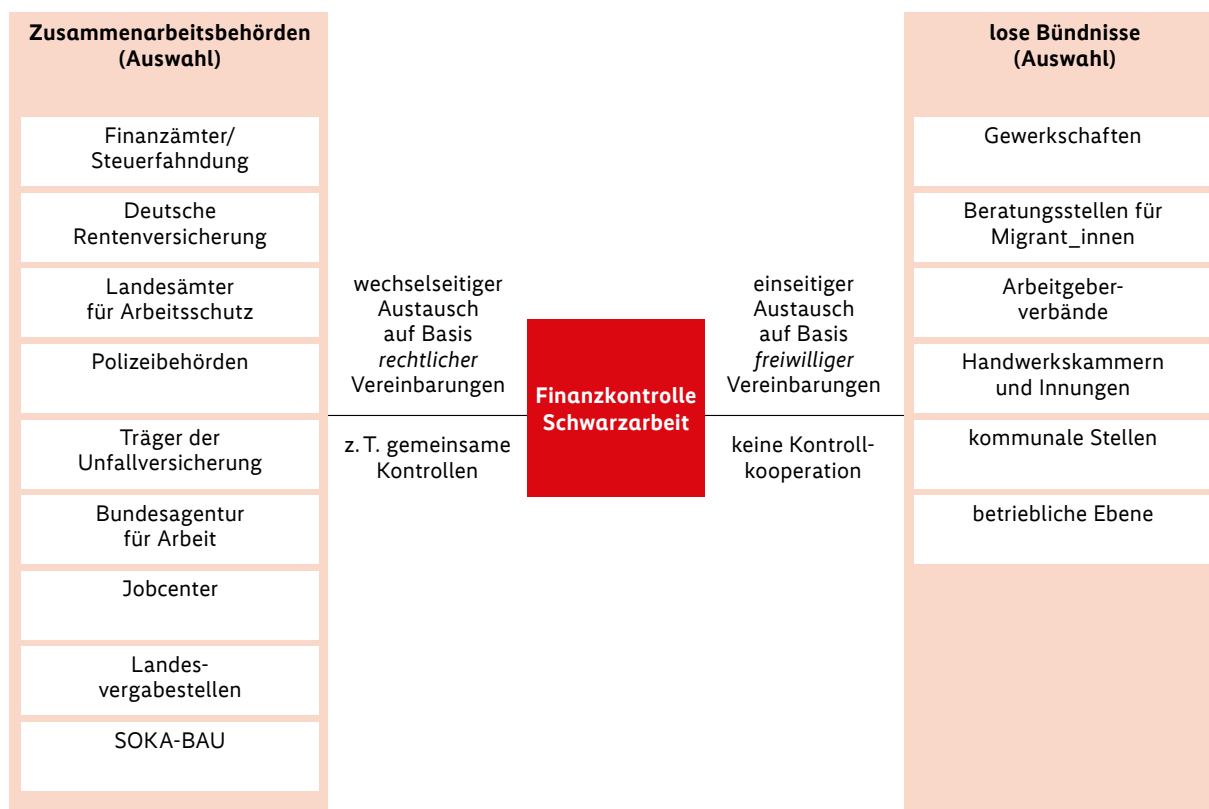 Zusammenarbeitsbehörden
(Auswahl)
Finanzämter/
Steuerfahndung
Deutsche
Rentenversicherung
Landesämter
für Arbeitsschutz
Polizeibehörden
Träger der
Unfallversicherung
Bundesagentur
für Arbeit
Jobcenter
Landes-
vergabestellen
SOKA-BAU
wechselseitiger
Austausch
auf Basis
rechtlicher
Vereinbarungen
z. T. gemeinsame
Kontrollen
Finanzkontrolle
Schwarzarbeit
einseitiger
Austausch
auf Basis
freiwilliger
Vereinbarungen
keine Kontroll-
kooperation
lose Bündnisse
(Auswahl)
Gewerkschaften
Beratungsstellen für
Migrant_innen
Arbeitgeber-
verbände
Handwerkskammern
und Innungen
kommunale Stellen
betriebliche Ebene